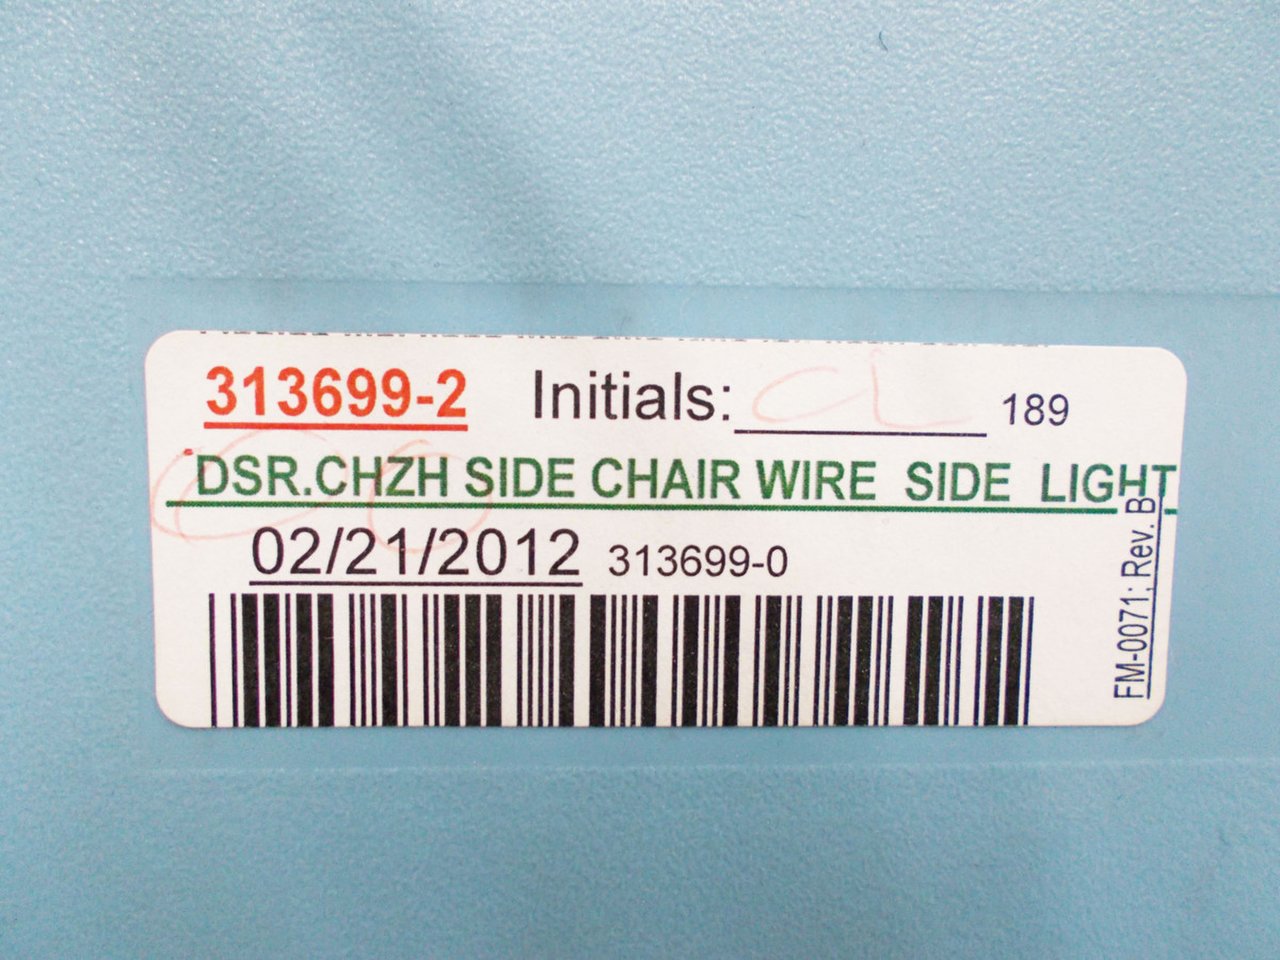 313699-2 Initials: 189
DSR.CHZH SIDE CHAIR WIRE SIDE LIGHT
02/21/2012 313699-0
FM-0071; Rev. B